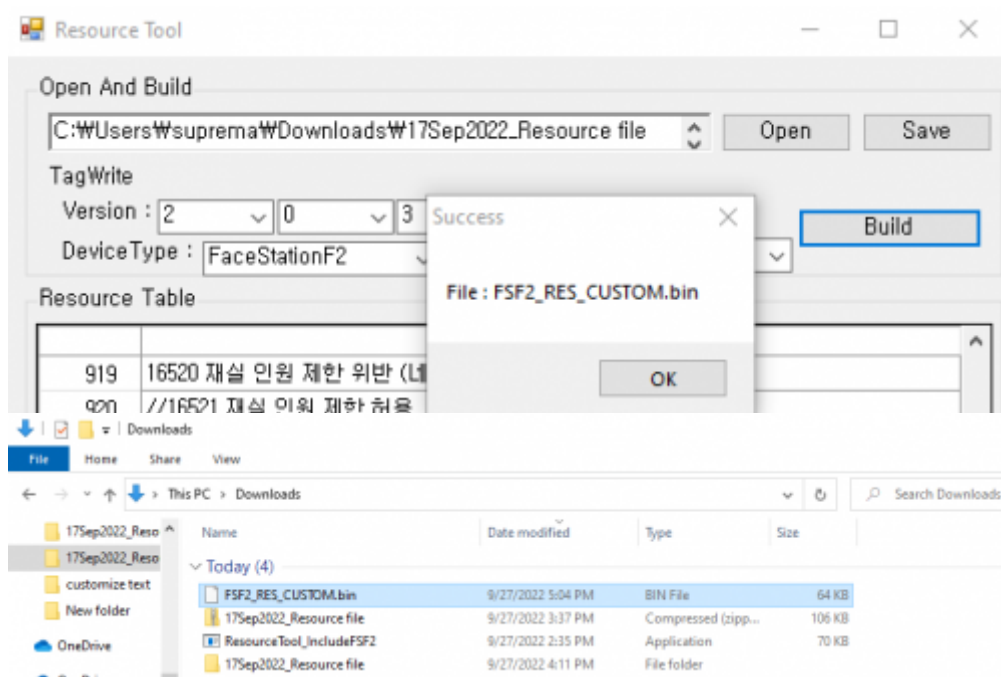 Resource Tool
Open And Build
C:₩Users₩suprema₩Downloads₩17Sep2022_Resource file
Open
Save
TagWrite
Version :
2
0
3
Success
Build
DeviceType :
FaceStationF2
File : FSF2_RES_CUSTOM.bin
Resource Table
OK
919 16520 재실 인원 제한 위반
920 //16521 재실 인원 제한 허용
Downloads
File Home Share View
This PC > Downloads
Search Downloads
17Sep2022_Reso
Name Date modified Type Size
17Sep2022_Reso
Today (4)
customize text
FSF2_RES_CUSTOM.bin 9/27/2022 5:04 PM BIN File 64 KB
New folder
17Sep2022_Resource file 9/27/2022 3:37 PM Compressed (zipp... 106 KB
OneDrive
ResourceTool_IncludeFSF2 9/27/2022 2:35 PM Application 70 KB
17Sep2022_Resource file 9/27/2022 4:11 PM File folder